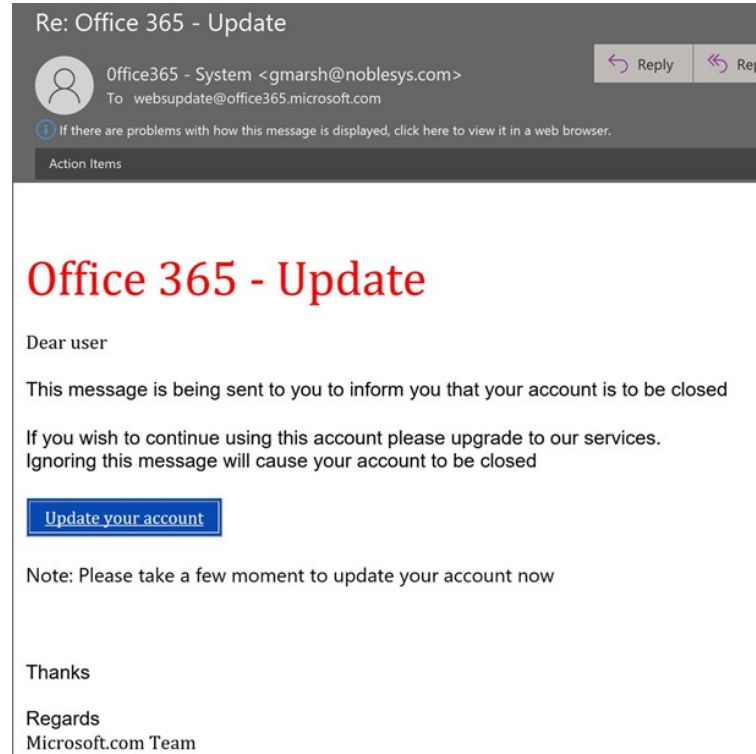 Re: Office 365 - Update
Reply
0ffice365 - System <gmarsh@noblesys.com>
To websupdate@office365.microsoft.com
If there are problems with how this message is displayed, click here to view it in a web browser.
Action Items
Office 365 - Update
Dear user
This message is being sent to you to inform you that your account is to be closed
If you wish to continue using this account please upgrade to our services.
Ignoring this message will cause your account to be closed
Update your account
Note: Please take a few moment to update your account now
Thanks
Regards
Microsoft.com Team